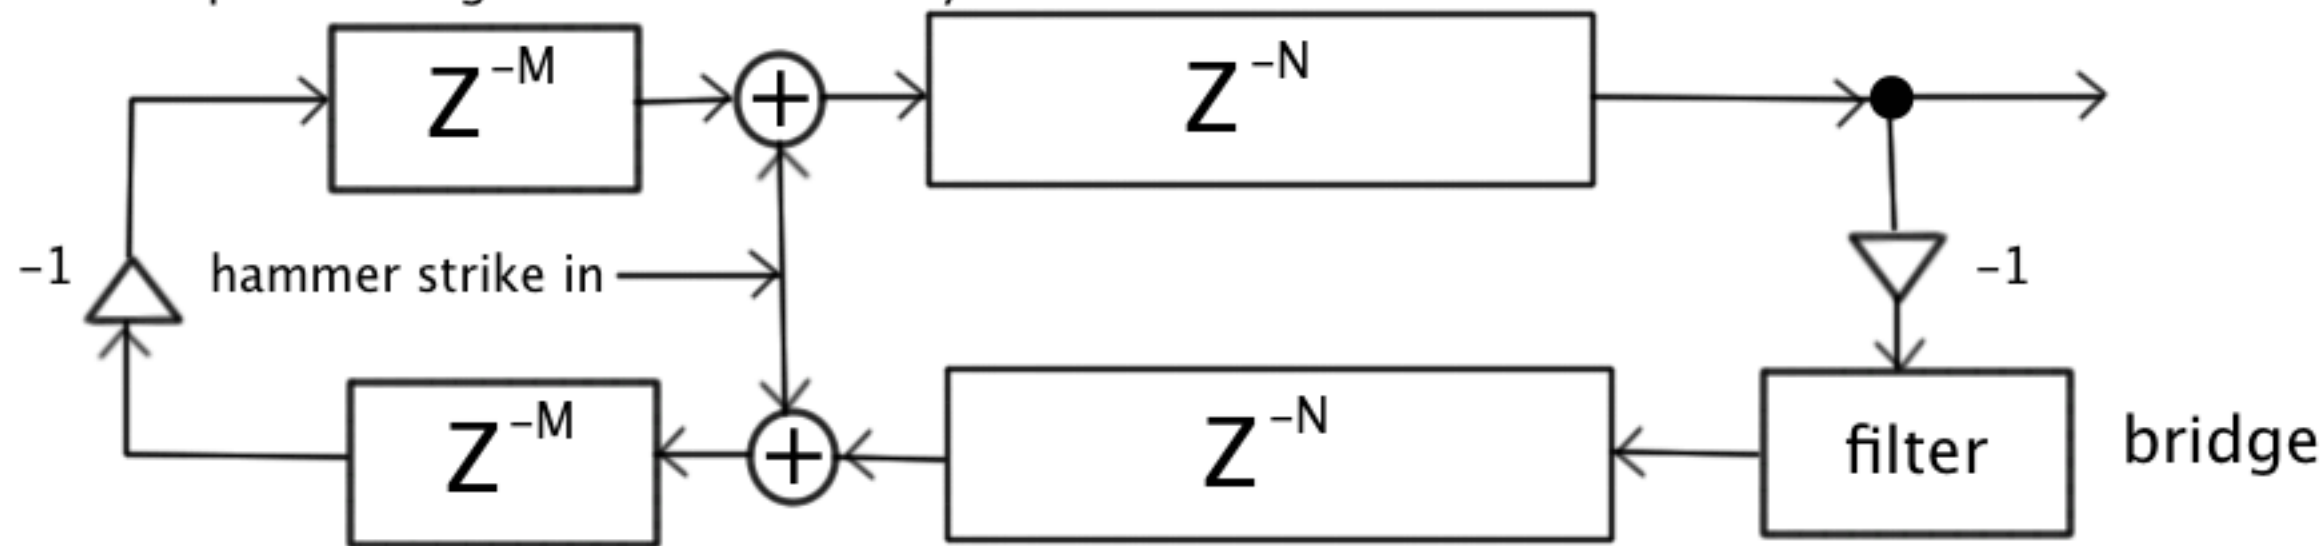 Z^-M
+
Z^-N
-1
hammer strike in
-1
Z^-M
+
Z^-N
filter
bridge